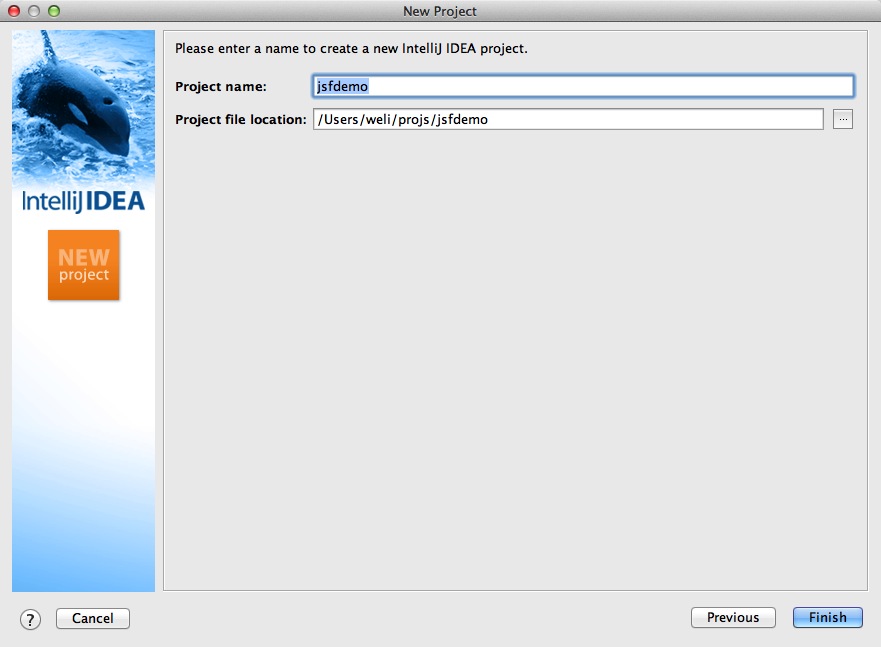 New Project
IntelliJ IDEA
NEW
project
Please enter a name to create a new IntelliJ IDEA project.
Project name: jsfdemo
Project file location: /Users/weli/projs/jsfdemo ...
? Cancel Previous Finish